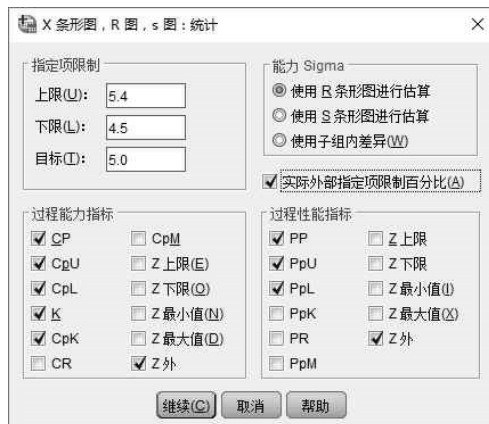 X 条形图，R 图，s 图：统计
指定项限制
上限(U)： 5.4
下限(L)： 4.5
目标(T)： 5.0
能力 Sigma
使用 R 条形图进行估算
使用 S 条形图进行估算
使用子组内差异(W)
实际外部指定项限制百分比(A)
过程能力指标
CP CpM
CpU Z 上限(E)
CpL Z 下限(O)
K Z 最小值(N)
CpK Z 最大值(D)
CR Z 外
过程性能指标
PP Z 上限
PpU Z 下限
PpL Z 最小值(I)
PpK Z 最大值(X)
PR Z 外
PpM
继续(C) 取消 帮助